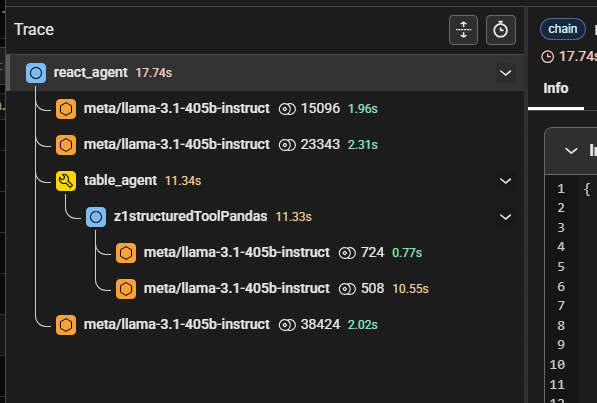 Trace
react_agent 17.74s
meta/llama-3.1-405b-instruct 15096 1.96s
meta/llama-3.1-405b-instruct 23343 2.31s
table_agent 11.34s
z1structuredToolPandas 11.33s
meta/llama-3.1-405b-instruct 724 0.77s
meta/llama-3.1-405b-instruct 508 10.55s
meta/llama-3.1-405b-instruct 38424 2.02s
chain
17.74s
Info
1 {
2
3
4
5
6
7
8
9
10
11